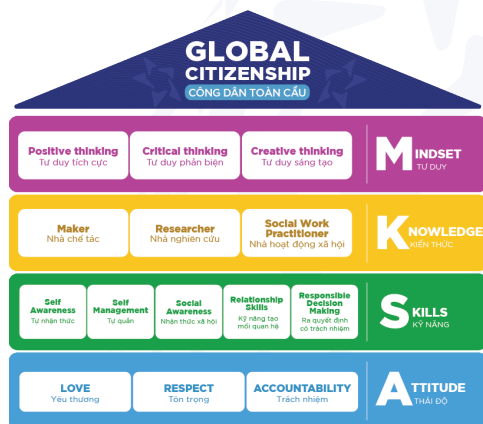 GLOBAL
CITIZENSHIP
CÔNG DÂN TOÀN CẦU
Positive thinking
Tư duy tích cực
Critical thinking
Tư duy phản biện
Creative thinking
Tư duy sáng tạo
MINDSET
TƯ DUY
Maker
Nhà chế tác
Researcher
Nhà nghiên cứu
Social Work
Practitioner
Nhà hoạt động xã hội
KNOWLEDGE
KIẾN THỨC
Self
Awareness
Tự nhận thức
Self
Management
Tự quản
Social
Awareness
Nhận thức xã hội
Relationship
Skills
Kỹ năng tạo
mối quan hệ
Responsible
Decision
Making
Ra quyết định
có trách nhiệm
SKILLS
KỸ NĂNG
LOVE
Yêu thương
RESPECT
Tôn trọng
ACCOUNTABILITY
Trách nhiệm
ATTITUDE
THÁI ĐỘ